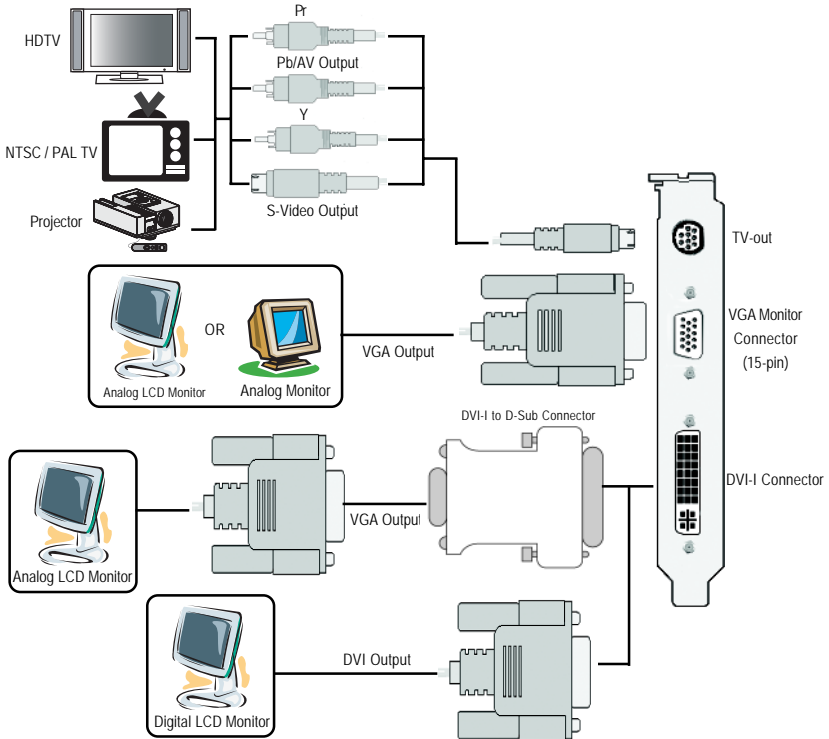 Pr
HDTV
Pb/AV Output
Y
NTSC / PAL TV
S-Video Output
Projector
TV-out
OR
VGA Output
VGA Monitor
Connector
(15-pin)
Analog LCD Monitor
Analog Monitor
DVI-I to D-Sub Connector
DVI-I Connector
VGA Output
Analog LCD Monitor
DVI Output
Digital LCD Monitor